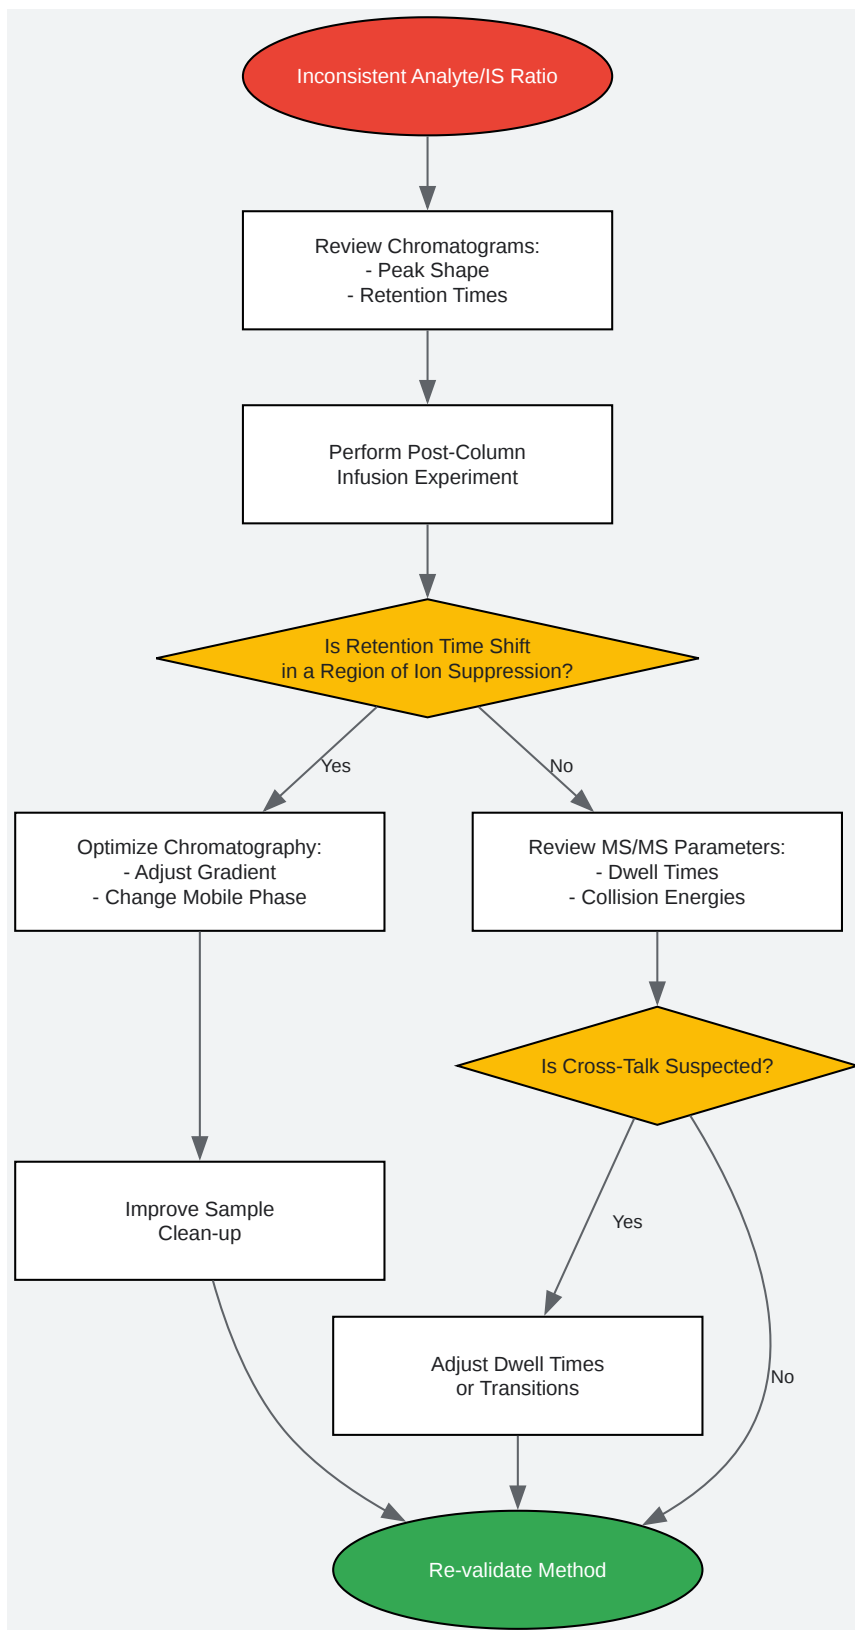 Inconsistent Analyte/IS Ratio
Review Chromatograms:
- Peak Shape
- Retention Times
Perform Post-Column
Infusion Experiment
Is Retention Time Shift
in a Region of Ion Suppression?
Yes
No
Optimize Chromatography:
- Adjust Gradient
- Change Mobile Phase
Review MS/MS Parameters:
- Dwell Times
- Collision Energies
Is Cross-Talk Suspected?
Improve Sample
Clean-up
Yes
Adjust Dwell Times
or Transitions
No
Re-validate Method